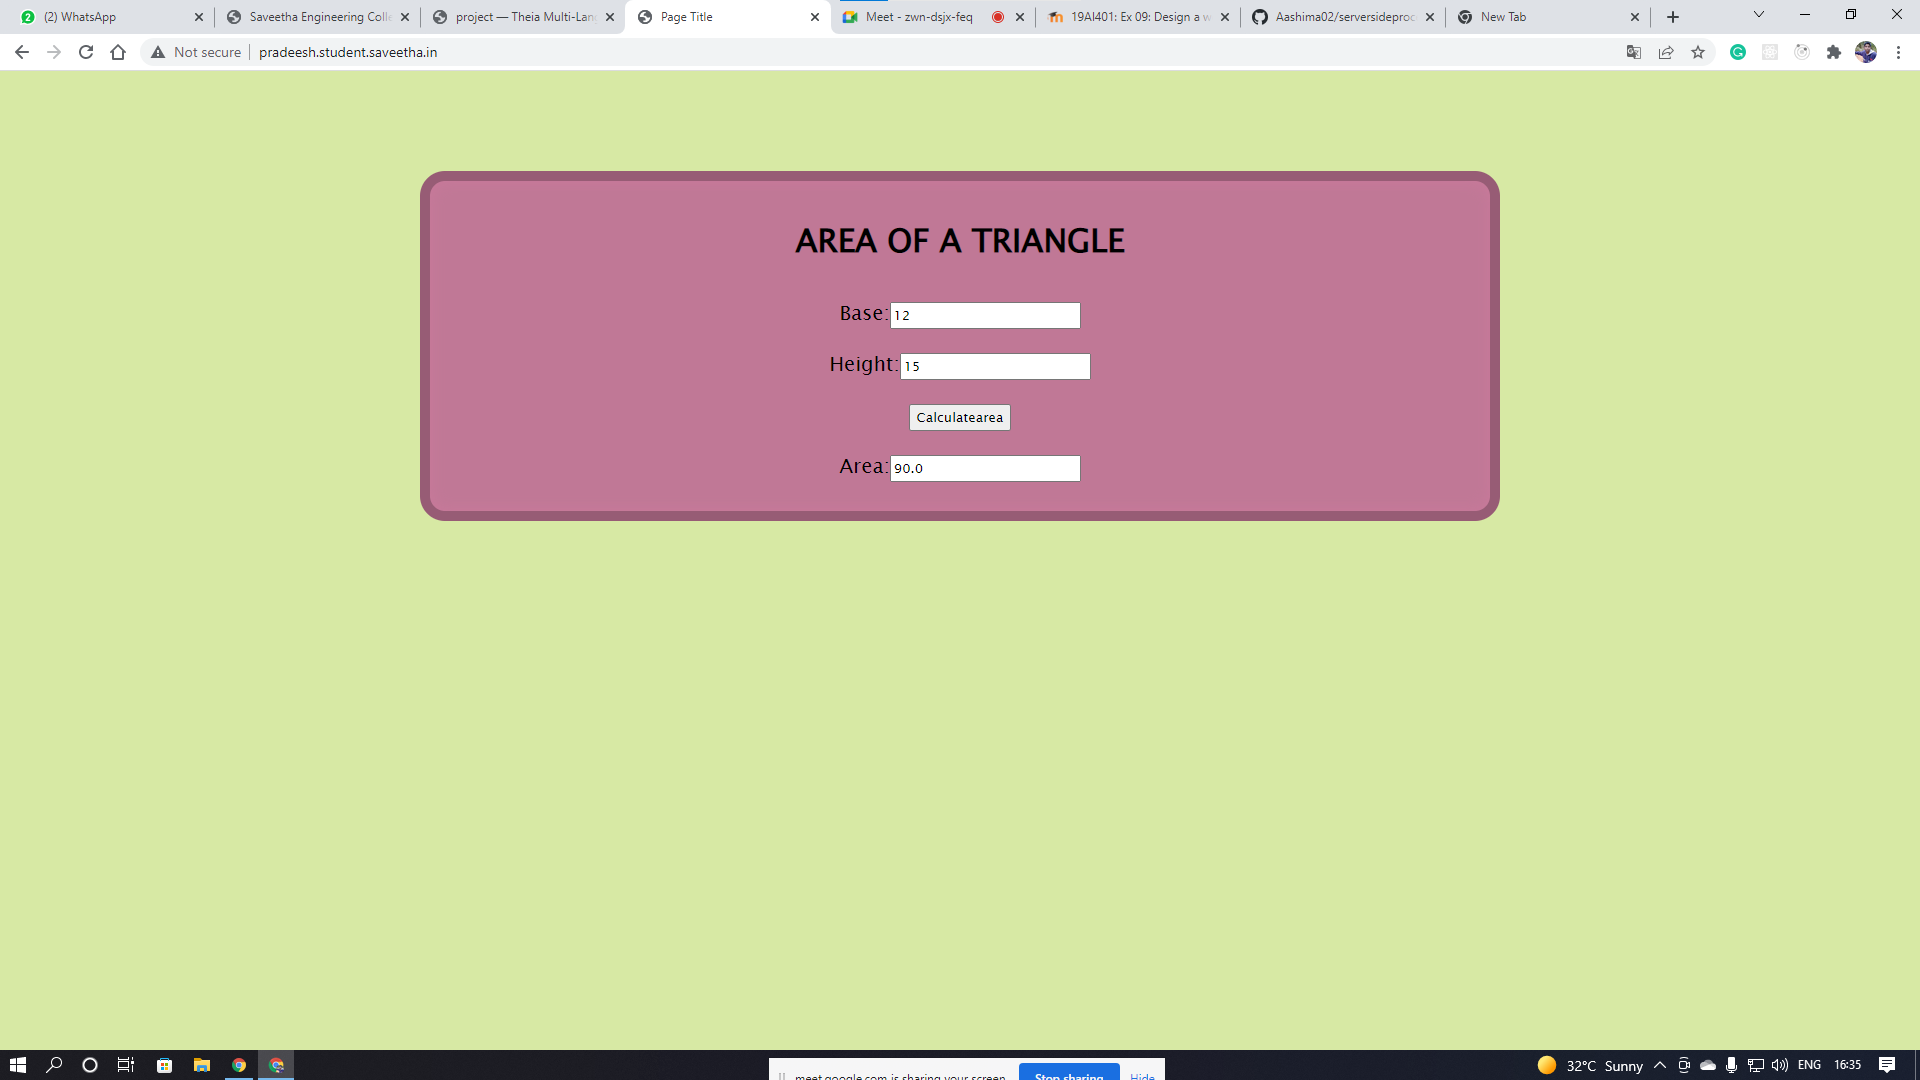 (2) WhatsApp
Saveetha Engineering Colle
project — Theia Multi-Lan
Page Title
Meet - zwn-dsjx-feq
19AI401: Ex 09: Design a w
Aashima02/serversideproc
New Tab
Not secure
pradeesh.student.saveetha.in
AREA OF A TRIANGLE
Base: 12
Height: 15
Calculatearea
Area: 90.0
meet.google.com is sharing your screen.
Stop sharing
Hide
32°C Sunny
ENG
16:35